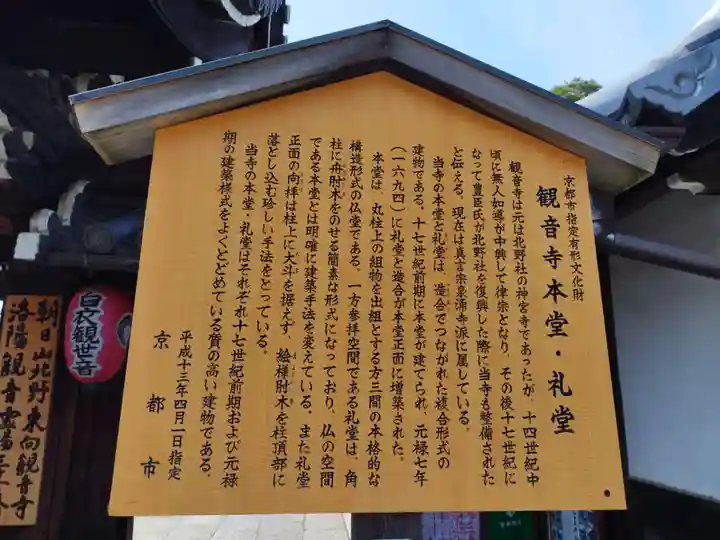 京都市指定有形文化財
観音寺本堂・礼堂
観音寺は元は北野社の神宮寺であったが、十四世紀中
頃に無人如導が中興して律宗となり、その後十七世紀に
なって豊臣氏が北野社を復興した際に当寺も整備された
と伝える。現在は真言宗泉涌寺派に属している。
当寺の本堂と礼堂は、造合でつながれた複合形式の
建物である。十七世紀前期に本堂が建てられ、元禄七年
(一六九四)に礼堂と造合が本堂正面に増築された。
本堂は、丸柱上の組物を出組とする方三間の本格的な
構造形式の仏堂である。一方参拝空間である礼堂は、角
柱に舟肘木をのせる簡素な形式になっており、仏の空間
である本堂とは明確に建築手法を変えている。また礼堂
正面の向拝は柱上に大斗を据えず、絵様肘木を柱頂部に
落とし込む珍しい手法をとっている。
当寺の本堂・礼堂はそれぞれ十七世紀前期および元禄
期の建築様式をよくとどめている質の高い建物である。
平成十二年四月一日指定
京都市
白衣観世音
朝日山北野東向観音寺
洛陽観音霊場